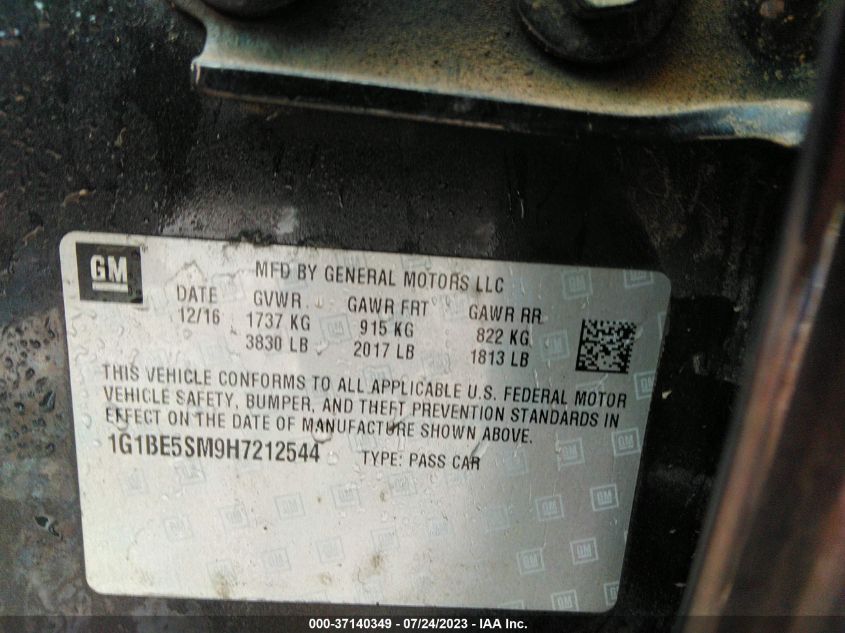 GM
MFD BY GENERAL MOTORS LLC
DATE GVWR GAWR FRT GAWR RR
12/16 1737 KG 915 KG 822 KG
3830 LB 2017 LB 1813 LB
THIS VEHICLE CONFORMS TO ALL APPLICABLE U.S. FEDERAL MOTOR
VEHICLE SAFETY, BUMPER, AND THEFT PREVENTION STANDARDS IN
EFFECT ON THE DATE OF MANUFACTURE SHOWN ABOVE.
1G1BE5SM9H7212544 TYPE: PASS CAR
000-37140349 - 07/24/2023 - IAA Inc.